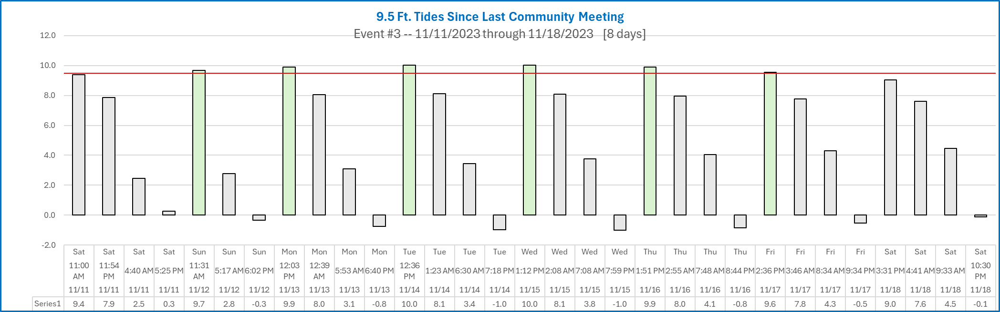 9.5 Ft. Tides Since Last Community Meeting
Event #3 -- 11/11/2023 through 11/18/2023 [8 days]
12.0
10.0
8.0
6.0
4.0
2.0
0.0
-2.0
Sat Sat Sat Sat Sun Sun Sun Mon Mon Mon Mon Tue Tue Tue Tue Wed Wed Wed Wed Thu Thu Thu Thu Fri Fri Fri Fri Sat Sat Sat Sat
11:00 AM 11:54 PM 4:40 AM 5:25 PM 11:31 AM 5:17 AM 6:02 PM 12:03 PM 12:39 AM 5:53 AM 6:40 PM 12:36 PM 1:23 AM 6:30 AM 7:18 PM 1:12 PM 2:08 AM 7:08 AM 7:59 PM 1:51 PM 2:55 AM 7:48 AM 8:44 PM 2:36 PM 3:46 AM 8:34 AM 9:34 PM 3:31 PM 4:41 AM 9:33 AM 10:30 PM
11/11 11/11 11/11 11/11 11/12 11/12 11/12 11/13 11/13 11/13 11/13 11/14 11/14 11/14 11/14 11/15 11/15 11/15 11/15 11/16 11/16 11/16 11/16 11/17 11/17 11/17 11/17 11/18 11/18 11/18 11/18
Series1 9.4 7.9 2.5 0.3 9.7 2.8 -0.3 9.9 8.0 3.1 -0.8 10.0 8.1 3.4 -1.0 10.0 8.1 3.8 -1.0 9.9 8.0 4.1 -0.8 9.6 7.8 4.3 -0.5 9.0 7.6 4.5 -0.1